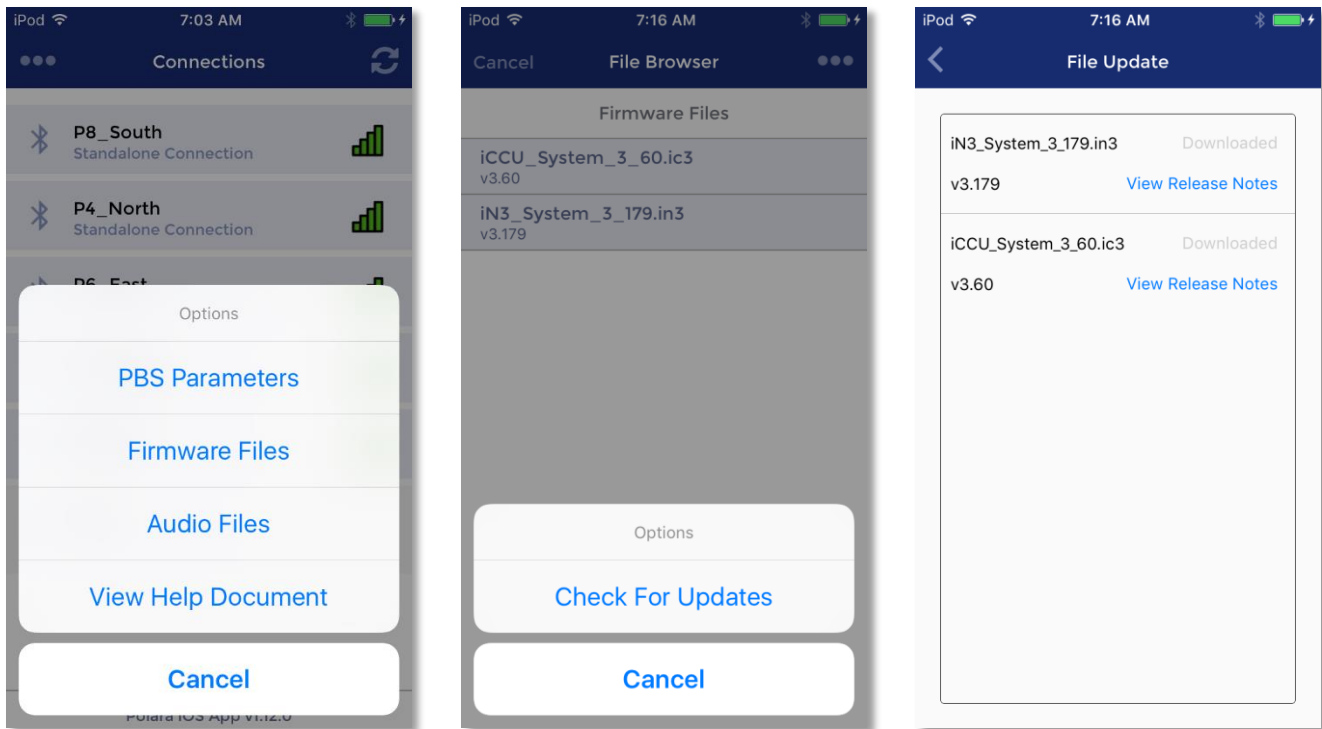 iPod 7:03 AM
Connections
P8_South
Standalone Connection
P4_North
Standalone Connection
P6_East
Options
PBS Parameters
Firmware Files
Audio Files
View Help Document
Cancel
Polara iOS App v1.12.0
iPod 7:16 AM
Cancel File Browser
Firmware Files
iCCU_System_3_60.ic3
v3.60
iN3_System_3_179.in3
v3.179
Options
Check For Updates
Cancel
iPod 7:16 AM
File Update
iN3_System_3_179.in3 Downloaded
v3.179 View Release Notes
iCCU_System_3_60.ic3 Downloaded
v3.60 View Release Notes